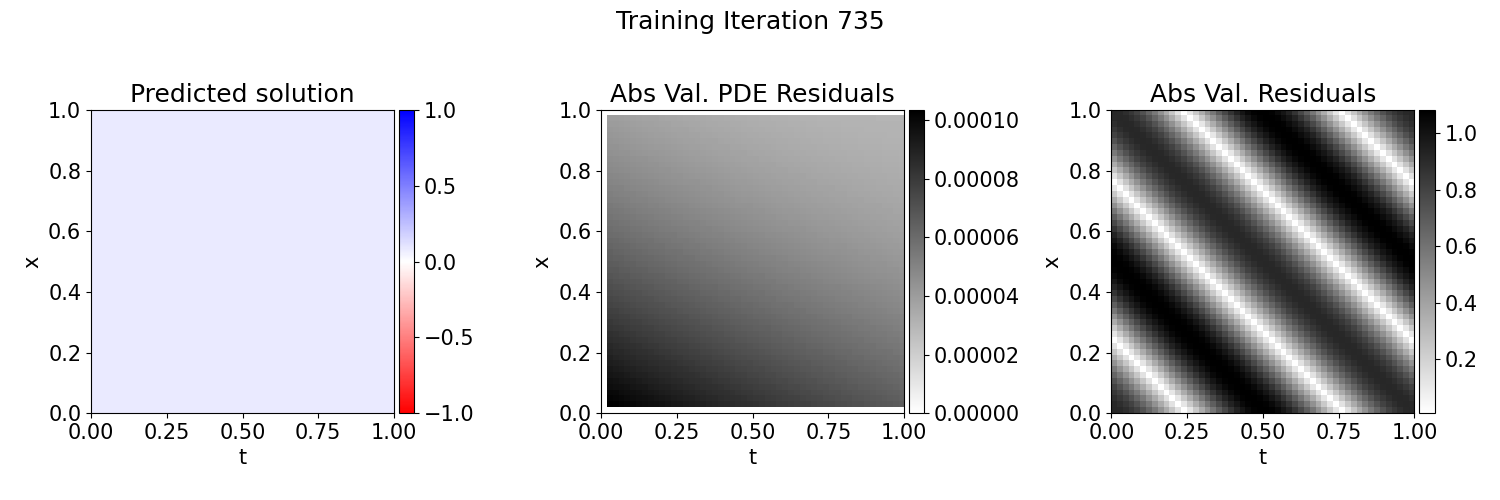 Training Iteration 735
Predicted solution
1.0
0.8
0.6
0.4
0.2
0.0
x
0.00 0.25 0.50 0.75 1.00
t
1.0
0.5
0.0
−0.5
−1.0
Abs Val. PDE Residuals
1.0
0.8
0.6
0.4
0.2
0.0
x
0.00 0.25 0.50 0.75 1.00
t
0.00010
0.00008
0.00006
0.00004
0.00002
0.00000
Abs Val. Residuals
1.0
0.8
0.6
0.4
0.2
0.0
x
0.00 0.25 0.50 0.75 1.00
t
1.0
0.8
0.6
0.4
0.2